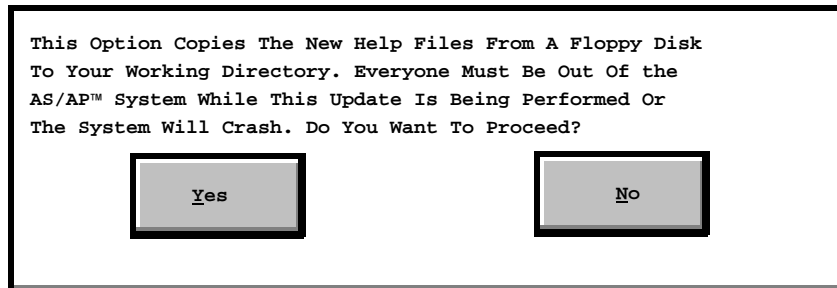 This Option Copies The New Help Files From A Floppy Disk
To Your Working Directory. Everyone Must Be Out Of the
AS/AP™ System While This Update Is Being Performed Or
The System Will Crash. Do You Want To Proceed?
Yes No